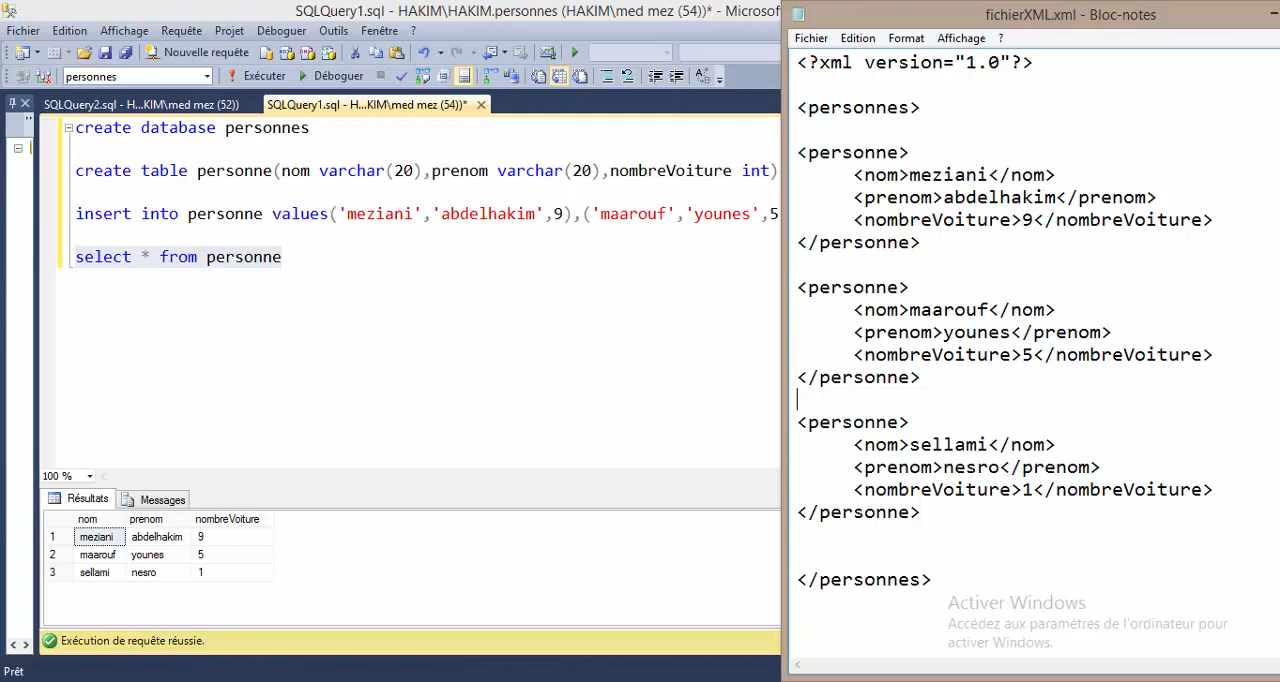 SQLQuery1.sql - HAKIM\HAKIM.personnes (HAKIM\med mez (54))* - Microsof
Fichier Edition Affichage Requête Projet Déboguer Outils Fenêtre ?
Nouvelle requête
personnes Exécuter Déboguer
SQLQuery2.sql - H...KIM\med mez (52)) SQLQuery1.sql - H...KIM\med mez (54))*
create database personnes
create table personne(nom varchar(20),prenom varchar(20),nombreVoiture int)
insert into personne values('meziani','abdelhakim',9),('maarouf','younes',5
select * from personne
100 %
Résultats Messages
nom prenom nombreVoiture
1 meziani abdelhakim 9
2 maarouf younes 5
3 sellami nesro 1
Exécution de requête réussie.
Prêt
fichierXML.xml - Bloc-notes
Fichier Edition Format Affichage ?
<?xml version="1.0"?>
<personnes>
<personne>
<nom>meziani</nom>
<prenom>abdelhakim</prenom>
<nombreVoiture>9</nombreVoiture>
</personne>
<personne>
<nom>maarouf</nom>
<prenom>younes</prenom>
<nombreVoiture>5</nombreVoiture>
</personne>
<personne>
<nom>sellami</nom>
<prenom>nesro</prenom>
<nombreVoiture>1</nombreVoiture>
</personne>
</personnes>
Activer Windows
Accédez aux paramètres de l'ordinateur pour
activer Windows.